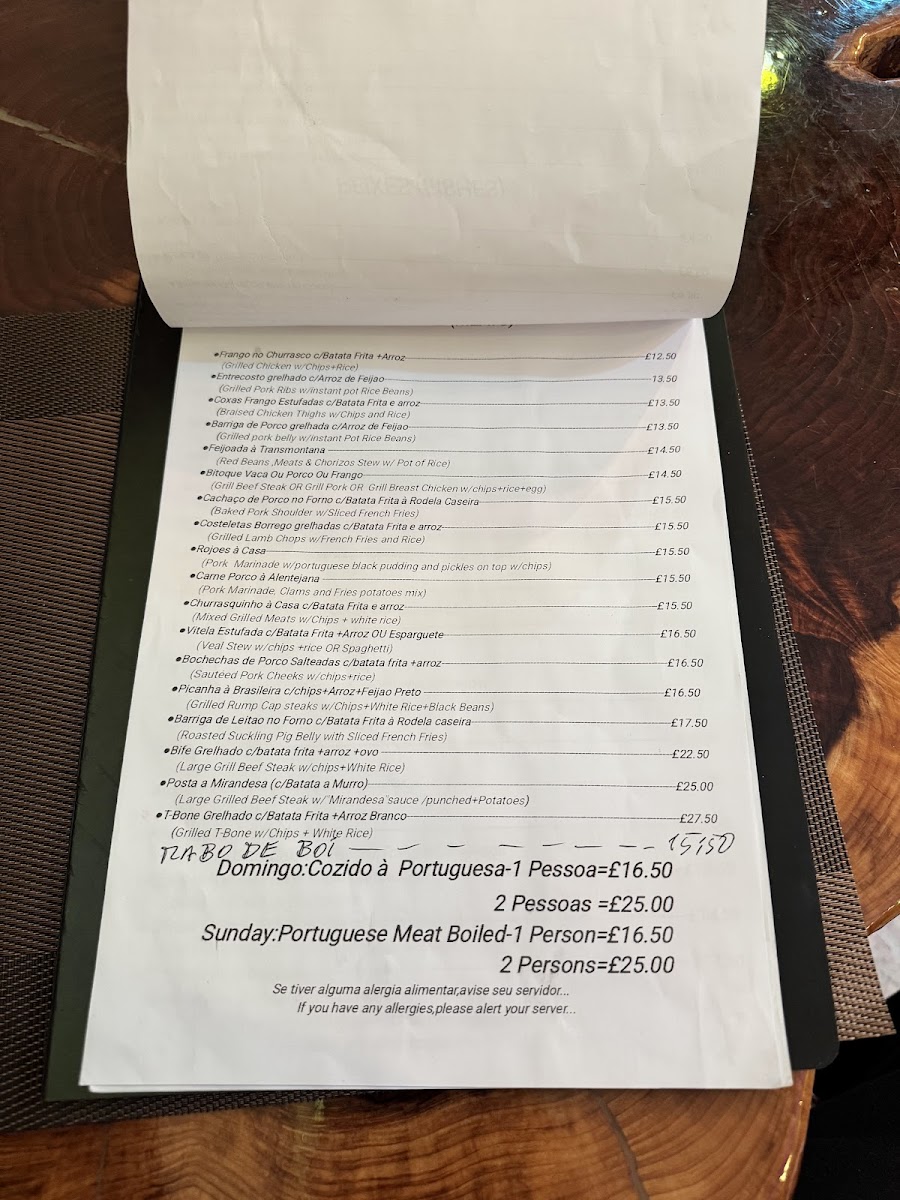 •Frango no Churrasco c/Batata Frita +Arroz £12.50
(Grilled Chicken w/Chips+Rice)
•Entrecosto grelhado c/Arroz de Feijao 13.50
(Grilled Pork Ribs w/instant pot Rice Beans)
•Coxas Frango Estufadas c/Batata Frita e arroz £13.50
(Braised Chicken Thighs w/Chips and Rice)
•Barriga de Porco grelhada c/Arroz de Feijao £13.50
(Grilled pork belly w/instant Pot Rice Beans)
•Feijoada à Transmontana £14.50
(Red Beans ,Meats & Chorizos Stew w/ Pot of Rice)
•Bitoque Vaca Ou Porco Ou Frango £14.50
(Grill Beef Steak OR Grill Pork OR Grill Breast Chicken w/chips+rice+egg)
•Cachaço de Porco no Forno c/Batata Frita à Rodela Caseira £15.50
(Baked Pork Shoulder w/Sliced French Fries)
•Costeletas Borrego grelhadas c/Batata Frita e arroz £15.50
(Grilled Lamb Chops w/French Fries and Rice)
•Rojoes à Casa £15.50
(Pork Marinade w/portuguese black pudding and pickles on top w/chips)
•Carne Porco à Alentejana £15.50
(Pork Marinade, Clams and Fries potatoes mix)
•Churrasquinho à Casa c/Batata Frita e arroz £15.50
(Mixed Grilled Meats w/Chips + white rice)
•Vitela Estufada c/Batata Frita +Arroz OU Esparguete £16.50
(Veal Stew w/chips +rice OR Spaghetti)
•Bochechas de Porco Salteadas c/batata frita +arroz £16.50
(Sauteed Pork Cheeks w/chips+rice)
•Picanha à Brasileira c/chips+Arroz+Feijao Preto £16.50
(Grilled Rump Cap steaks w/Chips+White Rice+Black Beans)
•Barriga de Leitao no Forno c/Batata Frita à Rodela caseira £17.50
(Roasted Suckling Pig Belly with Sliced French Fries)
•Bife Grelhado c/batata frita +arroz +ovo £22.50
(Large Grill Beef Steak w/chips+White Rice)
•Posta a Mirandesa (c/Batata a Murro) £25.00
(Large Grilled Beef Steak w/`Mirandesa`sauce /punched+Potatoes)
•T-Bone Grelhado c/Batata Frita +Arroz Branco £27.50
(Grilled T-Bone w/Chips + White Rice)
RABO DE BOI — — — — — — — — 15,50
Domingo:Cozido à Portuguesa-1 Pessoa=£16.50
2 Pessoas =£25.00
Sunday:Portuguese Meat Boiled-1 Person=£16.50
2 Persons=£25.00
Se tiver alguma alergia alimentar,avise seu servidor...
If you have any allergies,please alert your server...